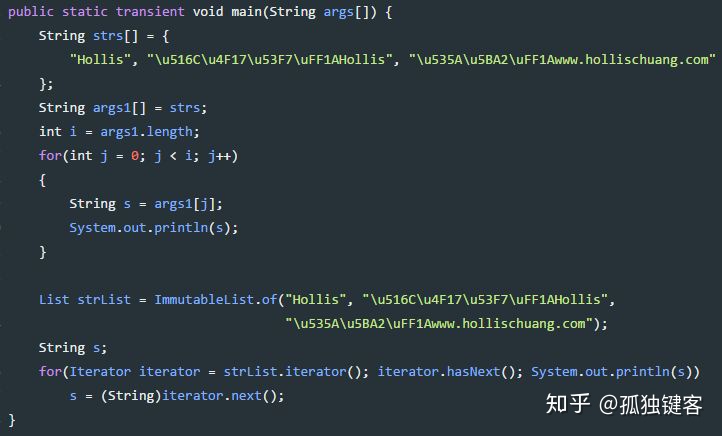 public static transient void main(String args[]) {
    String strs[] = {
        "Hollis", "\u516C\u4F17\u53F7\uFF1AHollis", "\u535A\u5BA2\uFF1Awww.hollischuang.com"
    };
    String args1[] = strs;
    int i = args1.length;
    for(int j = 0; j < i; j++)
    {
        String s = args1[j];
        System.out.println(s);
    }

    List strList = ImmutableList.of("Hollis", "\u516C\u4F17\u53F7\uFF1AHollis",
                                    "\u535A\u5BA2\uFF1Awww.hollischuang.com");
    String s;
    for(Iterator iterator = strList.iterator(); iterator.hasNext(); System.out.println(s))
        s = (String)iterator.next();
}
知乎 @孤独键客